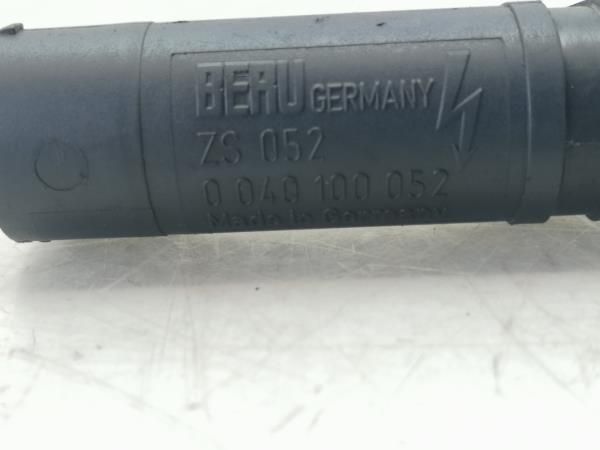 BERU GERMANY
ZS 052
0 040 100 052
Made in Germany